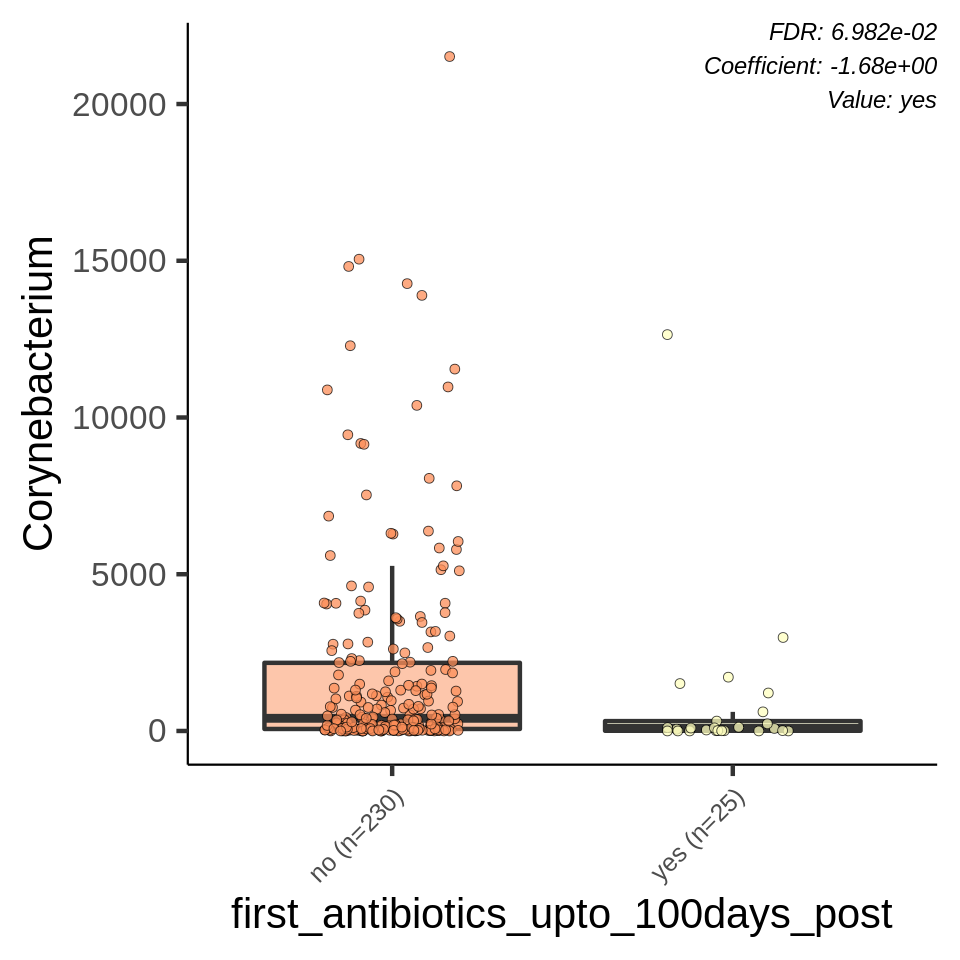 FDR: 6.982e-02
Coefficient: -1.68e+00
Value: yes
Corynebacterium
20000
15000
10000
5000
0
no (n=230)
yes (n=25)
first_antibiotics_upto_100days_post